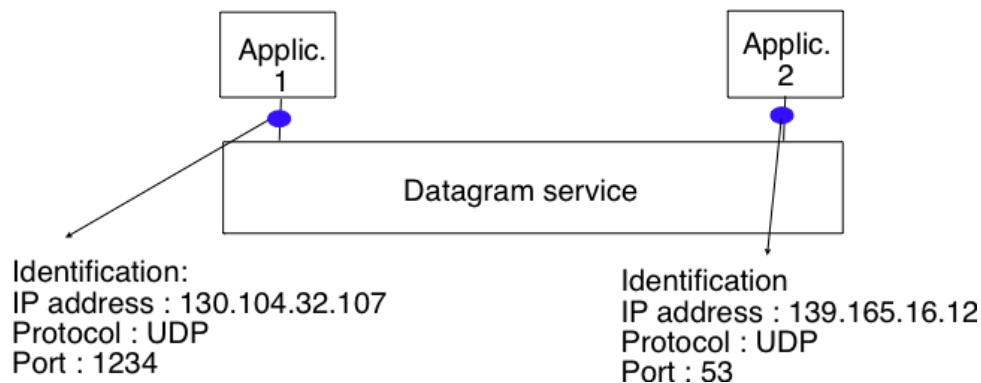 Applic.
1
Applic.
2
Datagram service
Identification:
IP address : 130.104.32.107
Protocol : UDP
Port : 1234
Identification
IP address : 139.165.16.12
Protocol : UDP
Port : 53